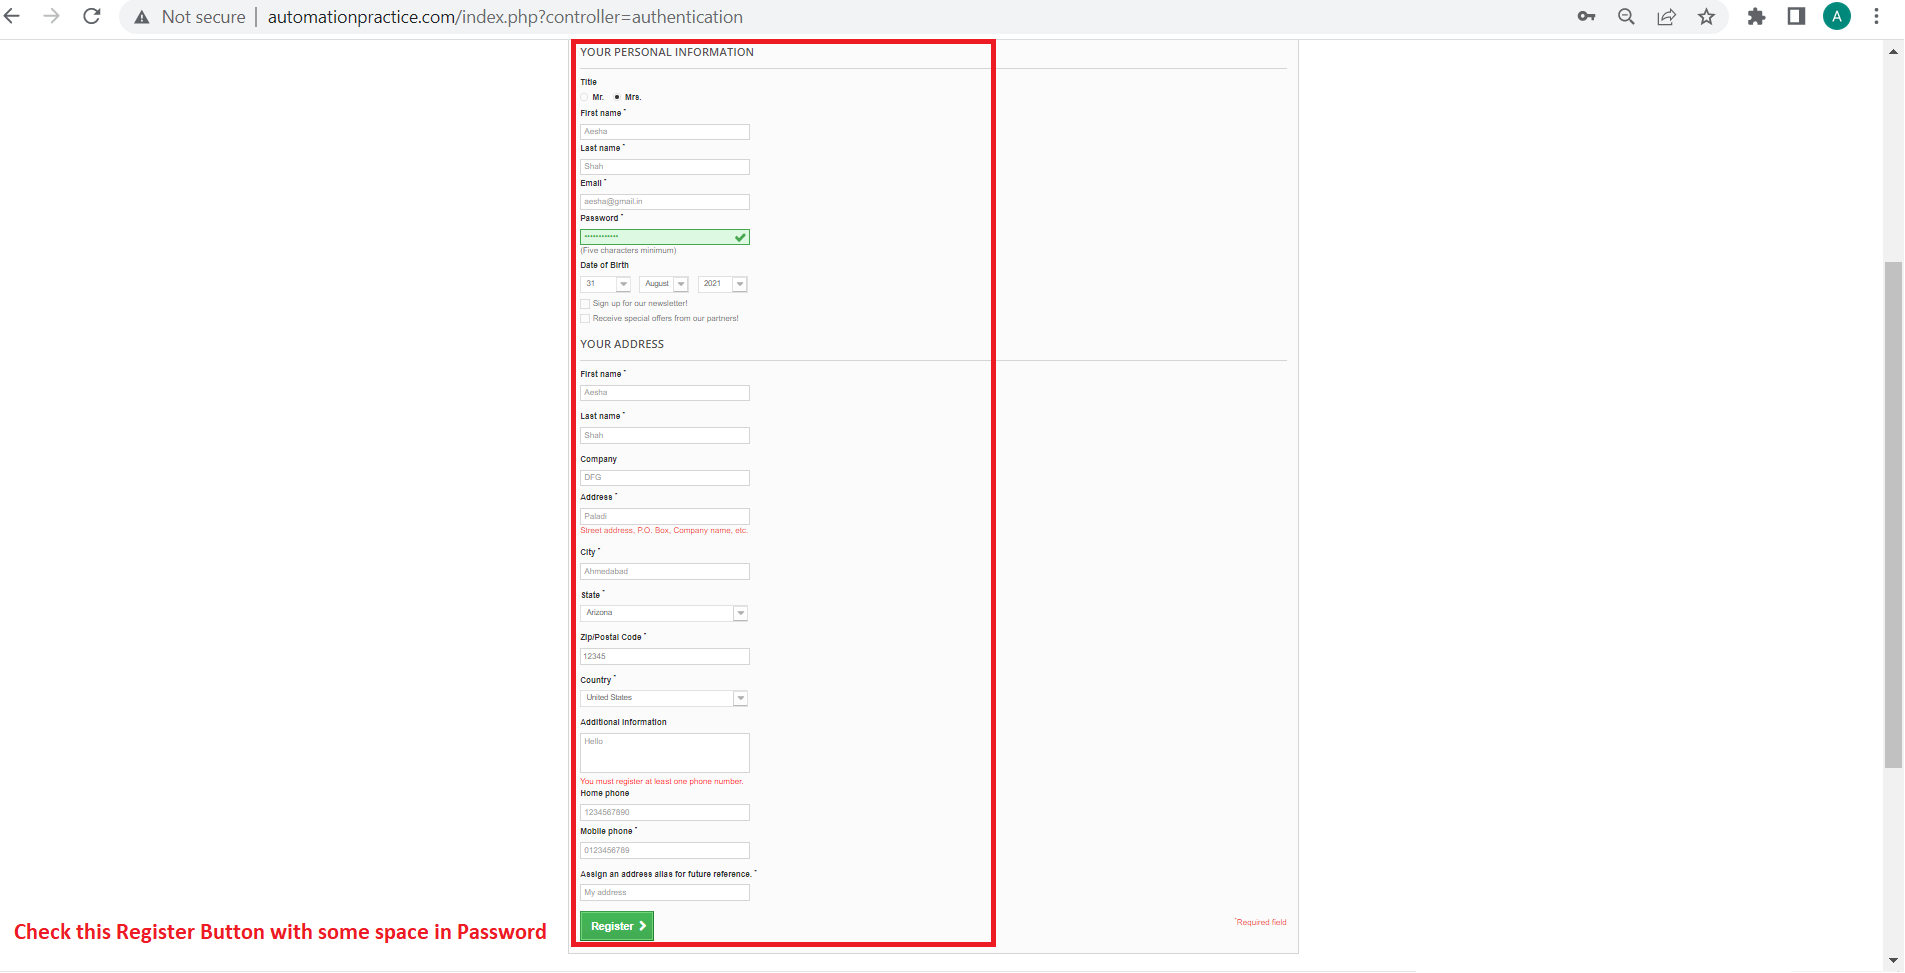 Not secure | automationpractice.com/index.php?controller=authentication
A
YOUR PERSONAL INFORMATION
Title
Mr. Mrs.
First name *
Aesha
Last name *
Shah
Email *
aesha@gmail.in
Password *
••••••••••••
(Five characters minimum)
Date of Birth
31 August 2021
Sign up for our newsletter!
Receive special offers from our partners!
YOUR ADDRESS
First name *
Aesha
Last name *
Shah
Company
DFG
Address *
Paladi
Street address, P.O. Box, Company name, etc.
City *
Ahmedabad
State *
Arizona
Zip/Postal Code *
12345
Country *
United States
Additional information
Hello
You must register at least one phone number.
Home phone
1234567890
Mobile phone *
0123456789
Assign an address alias for future reference. *
My address
Register
*Required field
Check this Register Button with some space in Password